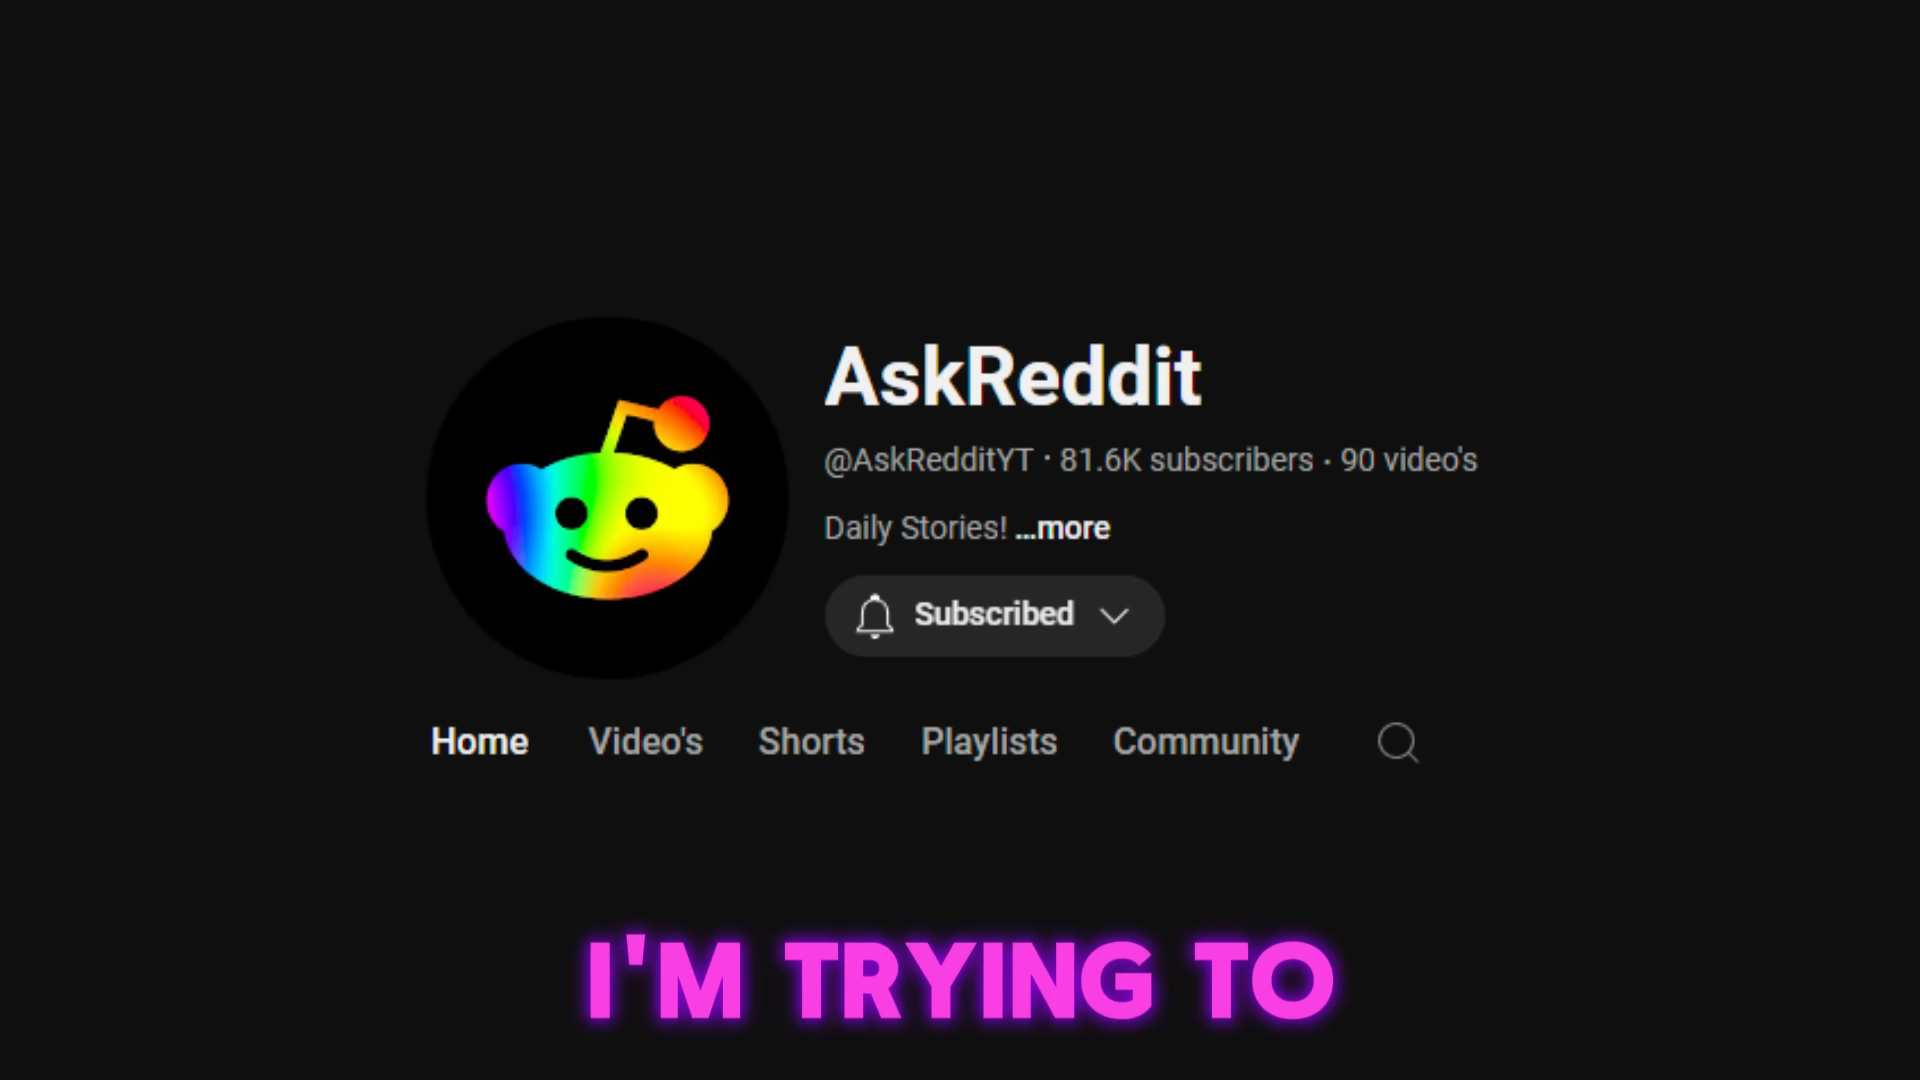 AskReddit
@AskRedditYT · 81.6K subscribers · 90 video's
Daily Stories! ...more
Subscribed
Home Video's Shorts Playlists Community
I'M TRYING TO